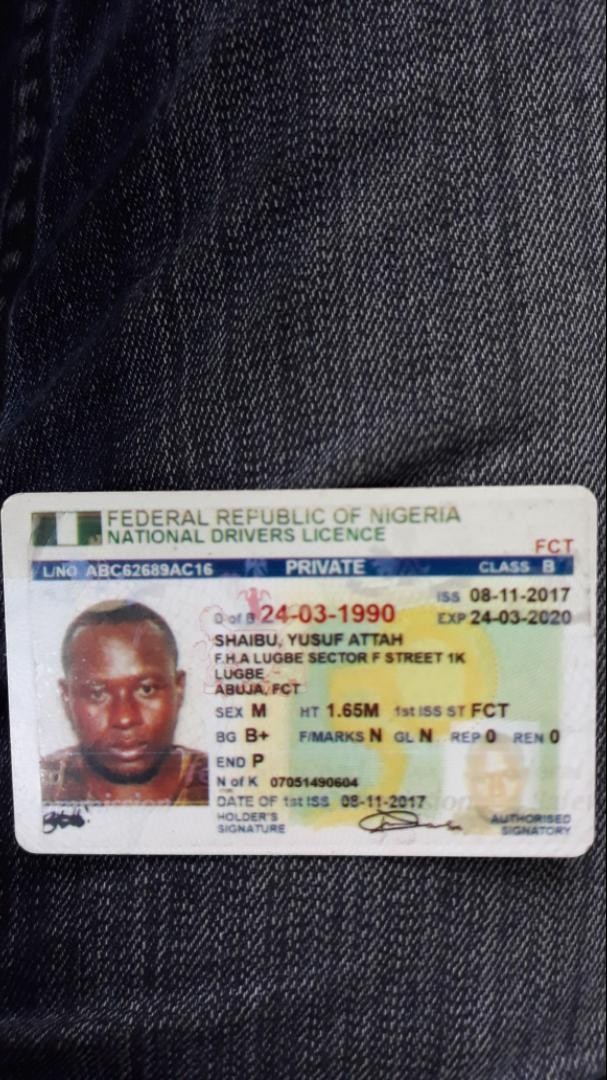 FEDERAL REPUBLIC OF NIGERIA
NATIONAL DRIVERS LICENCE
FCT
L/NO ABC62689AC16 PRIVATE CLASS B
ISS 08-11-2017
D of B 24-03-1990 EXP 24-03-2020
SHAIBU, YUSUF ATTAH
F.H.A LUGBE SECTOR F STREET 1K
LUGBE
ABUJA, FCT
SEX M HT 1.65M 1st ISS ST FCT
BG B+ F/MARKS N GL N REP 0 REN 0
END P
N of K 07051490604
DATE OF 1st ISS 08-11-2017
HOLDER'S SIGNATURE
AUTHORISED SIGNATORY